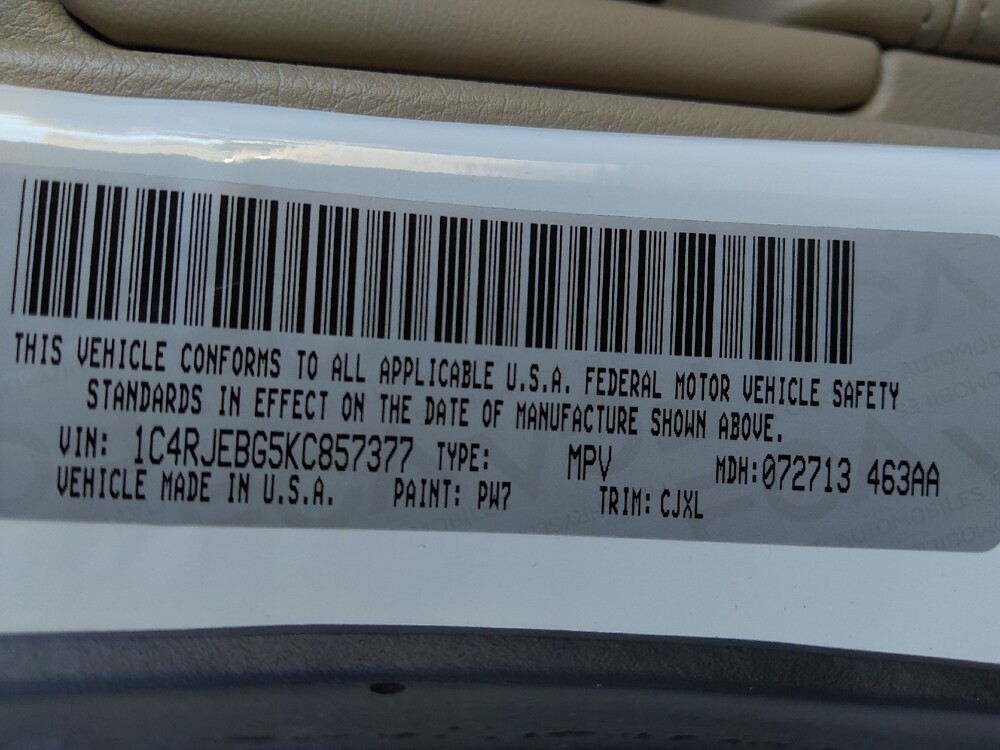 THIS VEHICLE CONFORMS TO ALL APPLICABLE U.S.A. FEDERAL MOTOR VEHICLE SAFETY
STANDARDS IN EFFECT ON THE DATE OF MANUFACTURE SHOWN ABOVE.
VIN: 1C4RJEBG5KC857377 TYPE: MPV MDH:072713 463AA
VEHICLE MADE IN U.S.A. PAINT: PW7 TRIM: CJXL